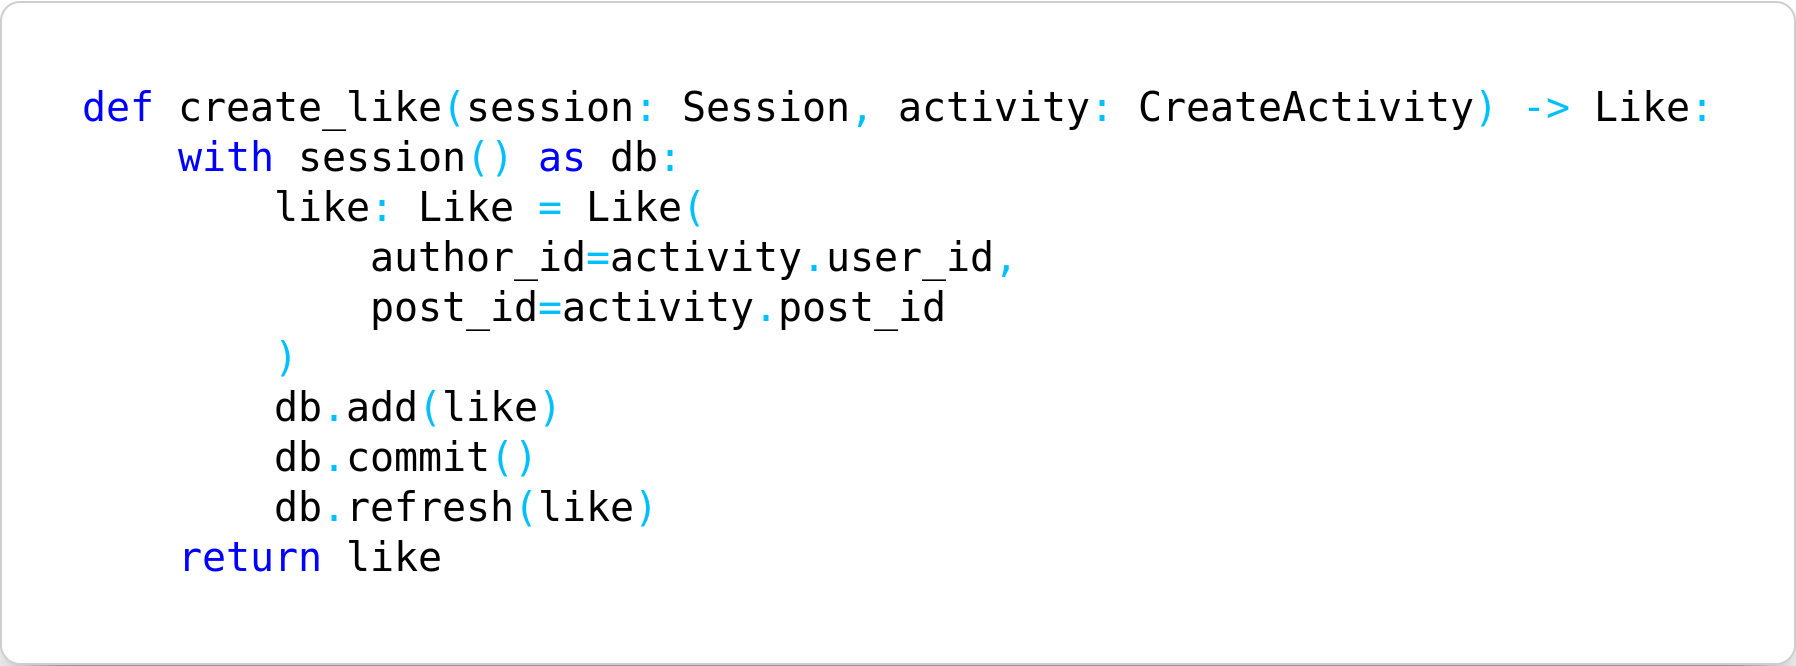 def create_like(session: Session, activity: CreateActivity) -> Like:
    with session() as db:
        like: Like = Like(
            author_id=activity.user_id,
            post_id=activity.post_id
        )
        db.add(like)
        db.commit()
        db.refresh(like)
    return like